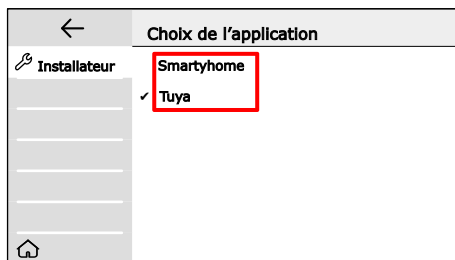 Choix de l’application
Installateur
Smartyhome
✔ Tuya